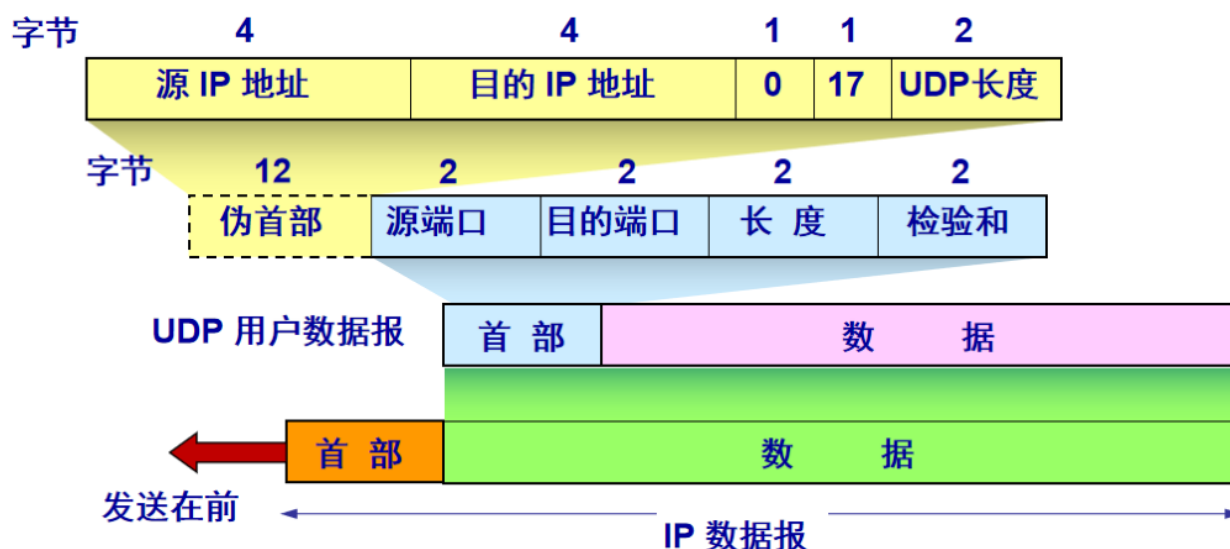 字节 4 4 1 1 2
源 IP 地址 目的 IP 地址 0 17 UDP长度
字节 12 2 2 2 2
伪首部 源端口 目的端口 长 度 检验和
UDP 用户数据报 首 部 数 据
首 部 数 据
发送在前
IP 数据报